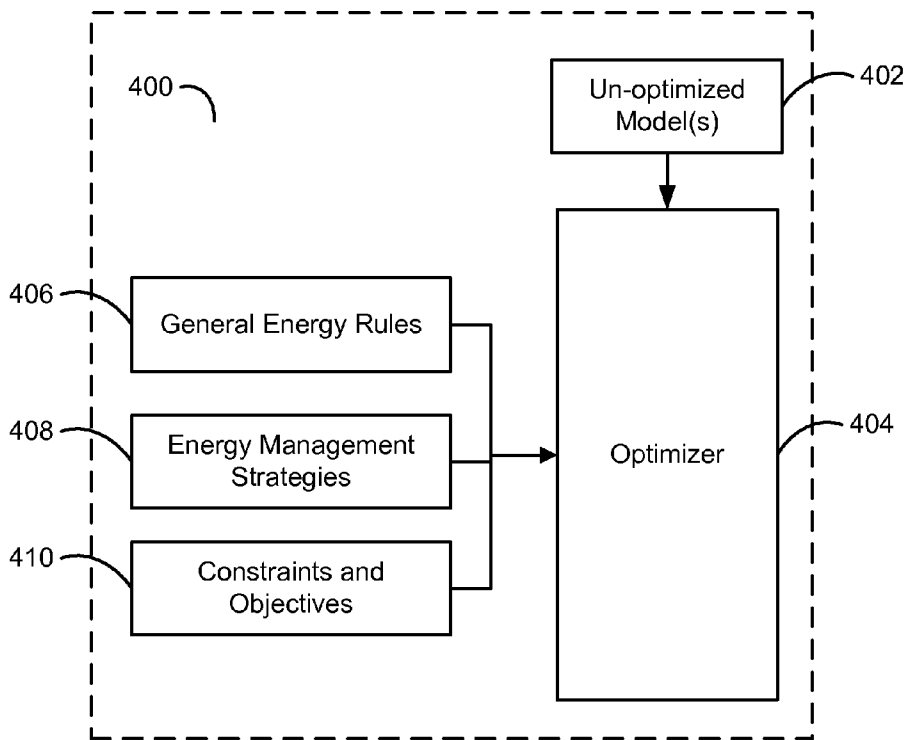 400
Un-optimized
Model(s)
402
406
General Energy Rules
408
Energy Management
Strategies
410
Constraints and
Objectives
Optimizer
404